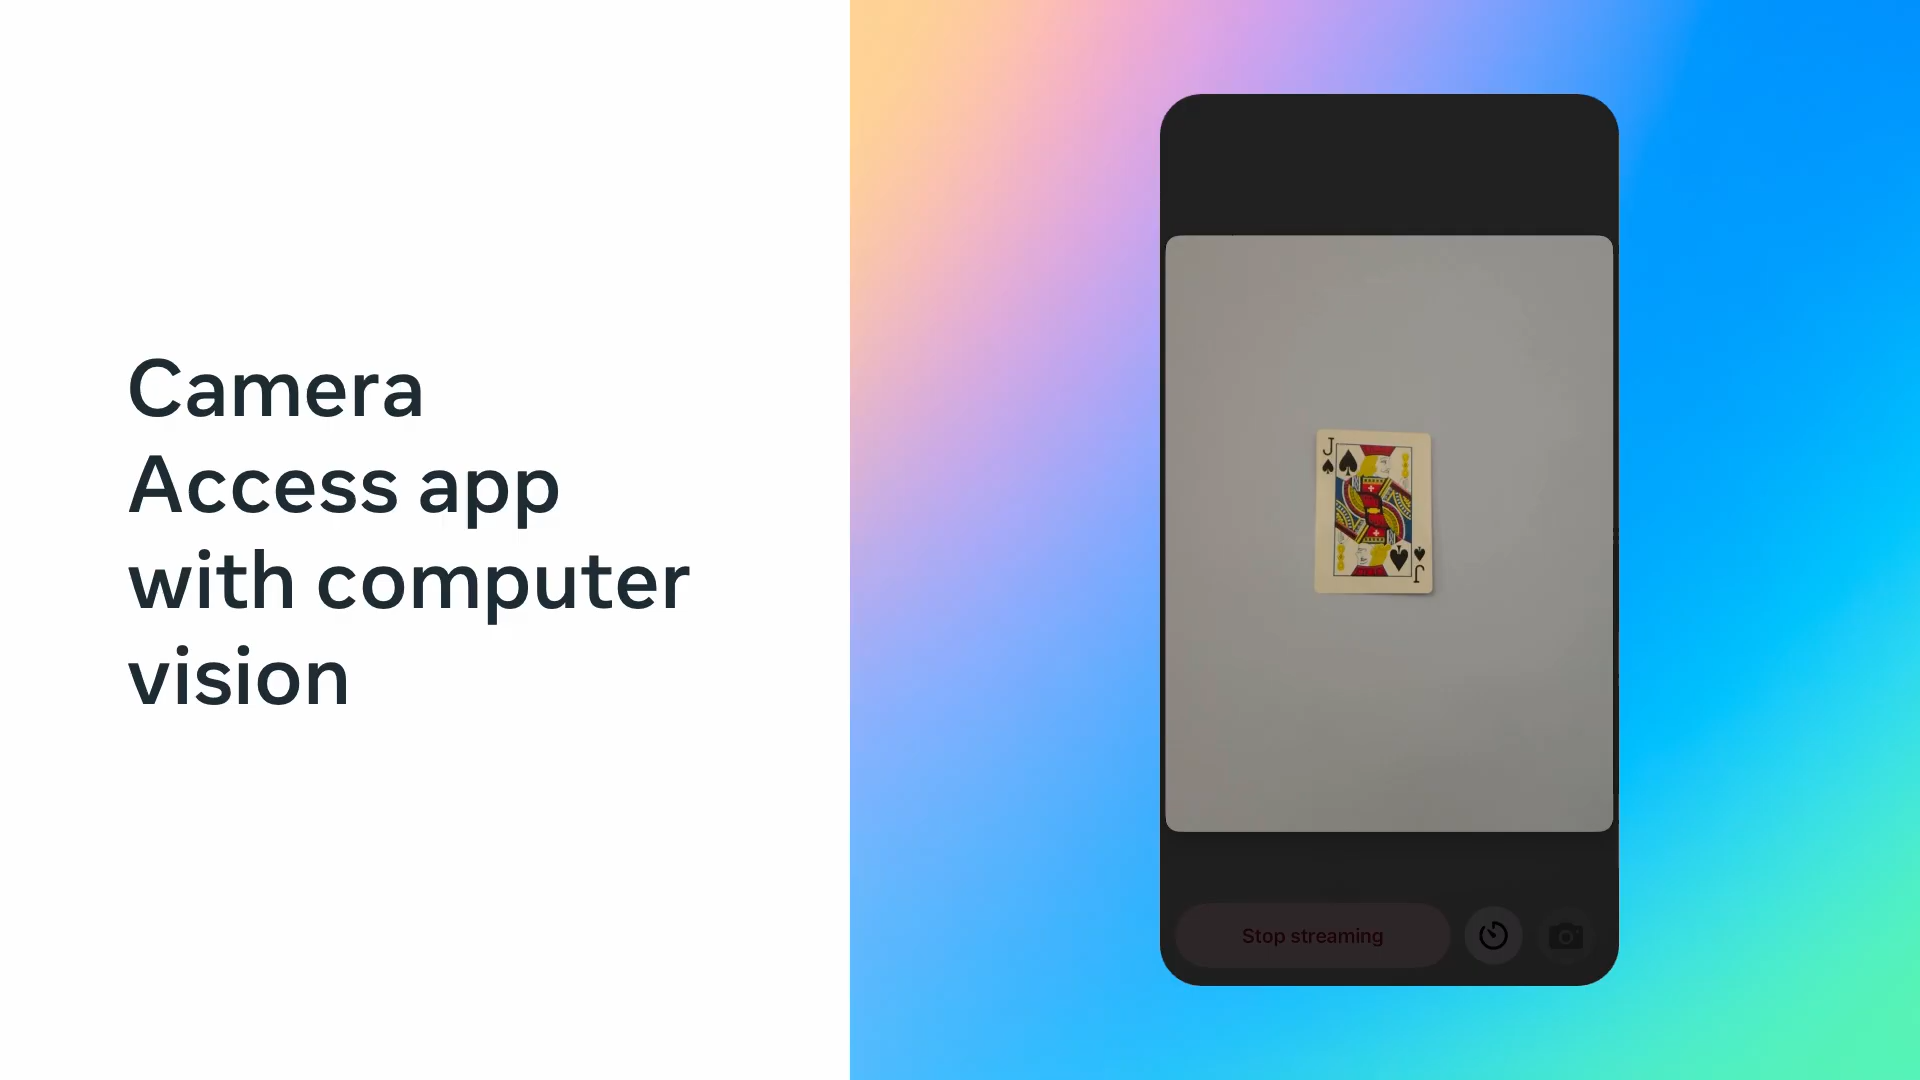 Camera
Access app
with computer
vision
J
J
Stop streaming